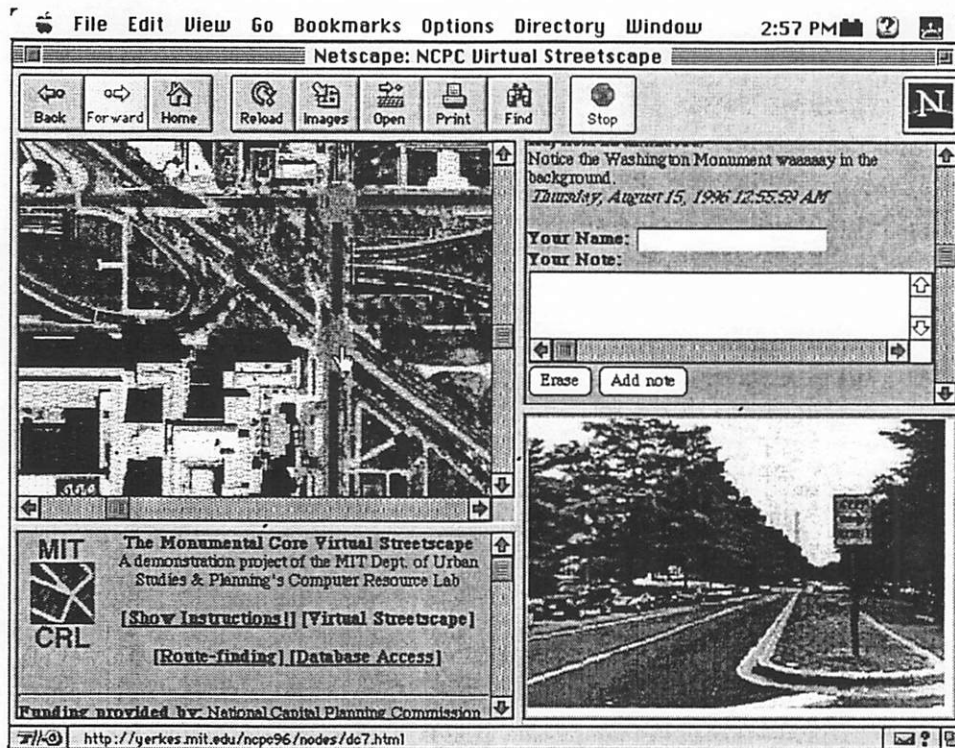 File Edit View Go Bookmarks Options Directory Window 2:57 PM
Netscape: NCPC Virtual Streetscape
Back Forward Home Reload Images Open Print Find Stop
N
Notice the Washington Monument waaaaay in the
background.
Thursday, August 15, 1996 12:55:59 AM
Your Name:
Your Note:
Erase Add note
MIT
CRL
The Monumental Core Virtual Streetscape
A demonstration project of the MIT Dept. of Urban
Studies & Planning's Computer Resource Lab
[Show Instructions!] [Virtual Streetscape]
[Route-finding] [Database Access]
Funding provided by: National Capital Planning Commission
http://yerkes.mit.edu/ncpc96/nodes/dc7.html